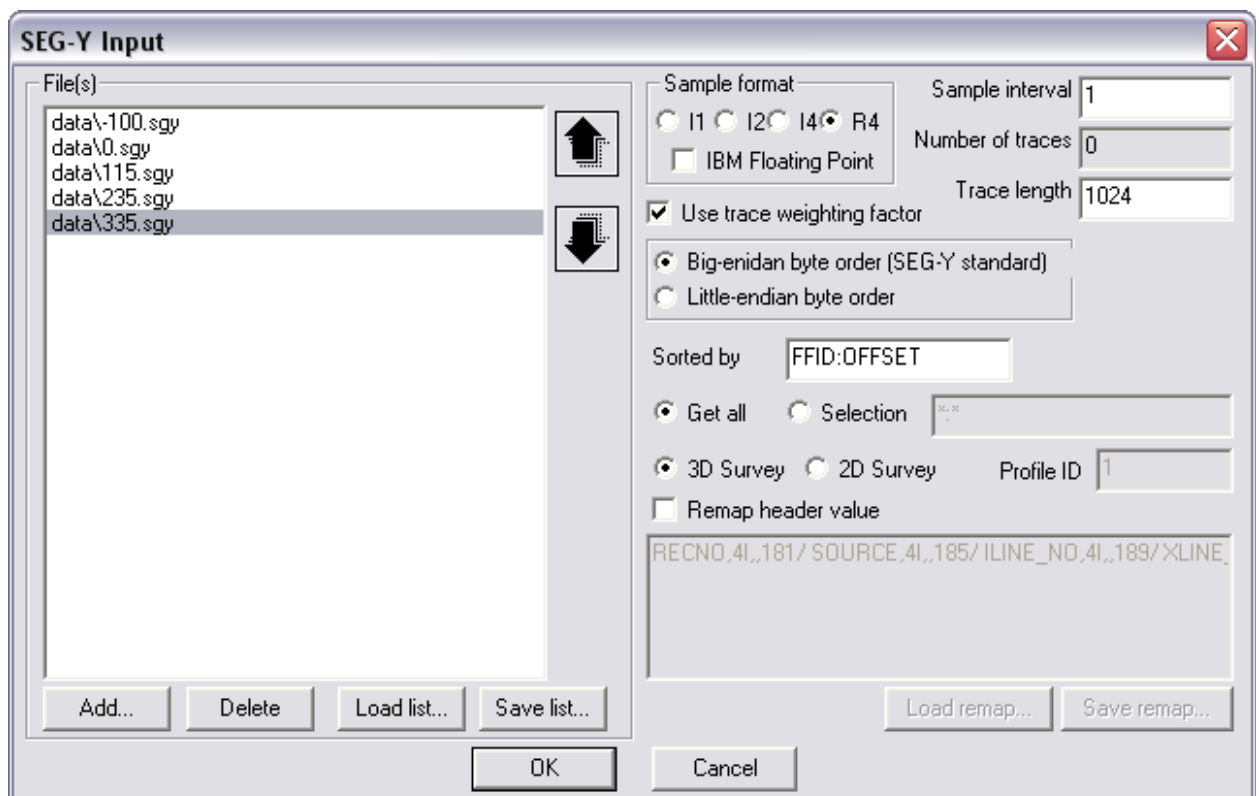 SEG-Y Input
File(s)
data\-100.sgy
data\0.sgy
data\115.sgy
data\235.sgy
data\335.sgy
Add...
Delete
Load list...
Save list...
Sample format
I1 I2 I4 R4
IBM Floating Point
Sample interval 1
Number of traces 0
Trace length 1024
Use trace weighting factor
Big-enidan byte order (SEG-Y standard)
Little-endian byte order
Sorted by FFID:OFFSET
Get all Selection *:*
3D Survey 2D Survey Profile ID 1
Remap header value
RECNO,4I,,181/ SOURCE,4I,,185/ ILINE_NO,4I,,189/ XLINE_
Load remap... Save remap...
OK Cancel